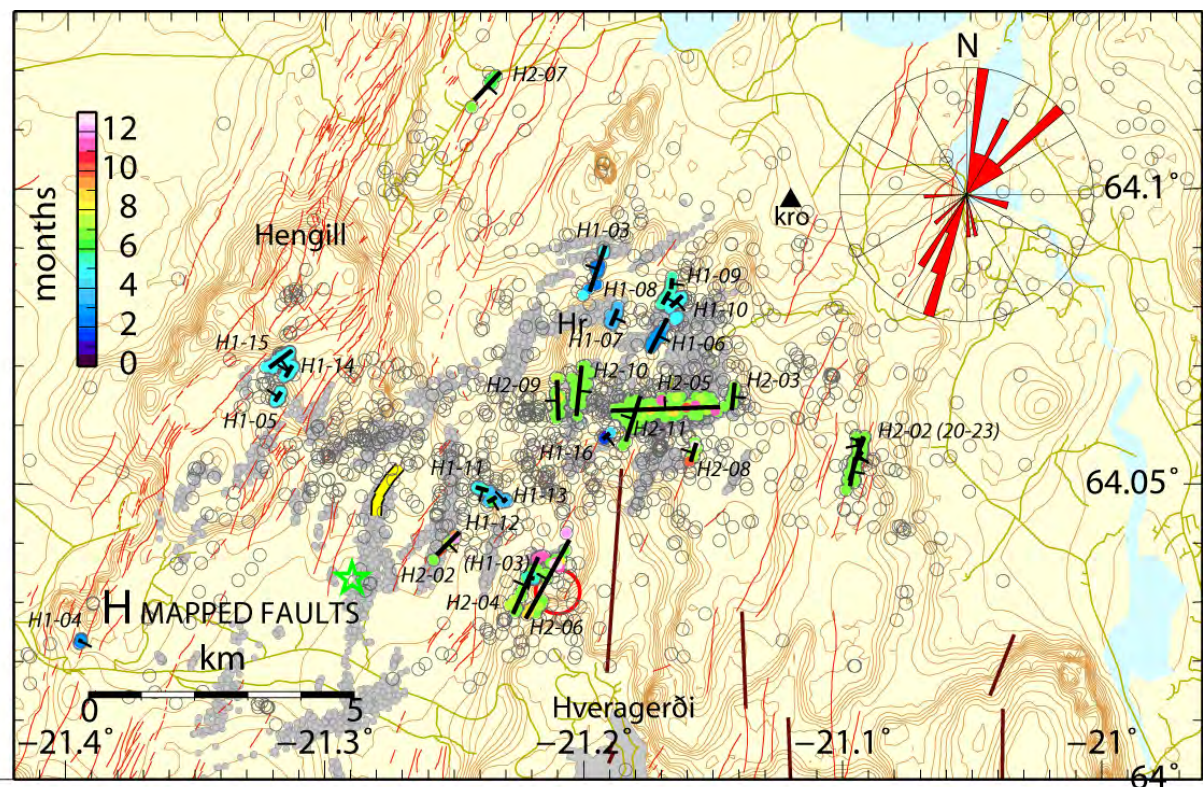 H2-07
N
months
12
10
8
6
4
2
0
64.1°
kro
Hengill
H1-03
H1-09
H1-08
Hr
H1-10
H1-07
H1-06
H1-15
H1-14
H1-05
H2-10
H2-09
H2-05
H2-03
H2-11
H1-16
H2-08
H2-02 (20-23)
H1-11
H1-13
64.05°
H1-12
(H1-03)
H2-02
H2-04
H2-06
H MAPPED FAULTS
H1-04
km
0
5
Hveragerði
−21.4°
−21.3°
−21.2°
−21.1°
−21°
64°